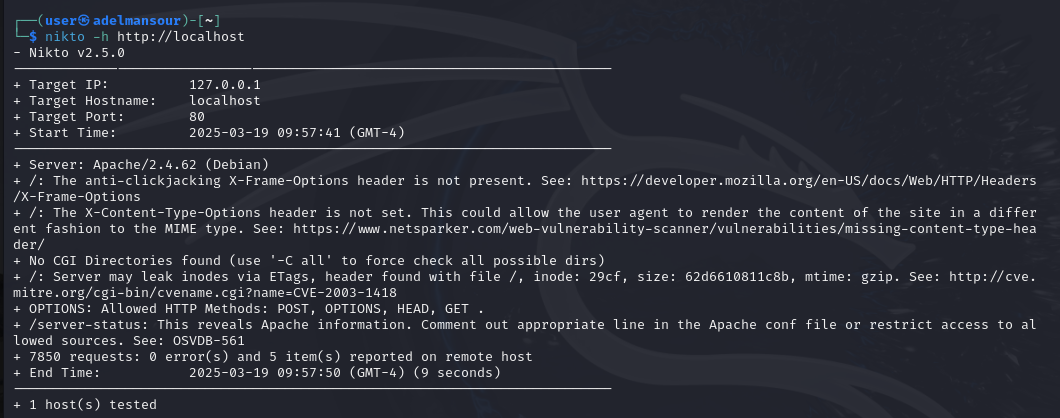 ┌──(user㉿adelmansour)-[~]
└─$ nikto -h http://localhost
- Nikto v2.5.0
---------------------------------------------------------------------------
+ Target IP:          127.0.0.1
+ Target Hostname:    localhost
+ Target Port:        80
+ Start Time:         2025-03-19 09:57:41 (GMT-4)
---------------------------------------------------------------------------
+ Server: Apache/2.4.62 (Debian)
+ /: The anti-clickjacking X-Frame-Options header is not present. See: https://developer.mozilla.org/en-US/docs/Web/HTTP/Headers
/X-Frame-Options
+ /: The X-Content-Type-Options header is not set. This could allow the user agent to render the content of the site in a differ
ent fashion to the MIME type. See: https://www.netsparker.com/web-vulnerability-scanner/vulnerabilities/missing-content-type-hea
der/
+ No CGI Directories found (use '-C all' to force check all possible dirs)
+ /: Server may leak inodes via ETags, header found with file /, inode: 29cf, size: 62d6610811c8b, mtime: gzip. See: http://cve.
mitre.org/cgi-bin/cvename.cgi?name=CVE-2003-1418
+ OPTIONS: Allowed HTTP Methods: POST, OPTIONS, HEAD, GET .
+ /server-status: This reveals Apache information. Comment out appropriate line in the Apache conf file or restrict access to al
lowed sources. See: OSVDB-561
+ 7850 requests: 0 error(s) and 5 item(s) reported on remote host
+ End Time:           2025-03-19 09:57:50 (GMT-4) (9 seconds)
---------------------------------------------------------------------------
+ 1 host(s) tested